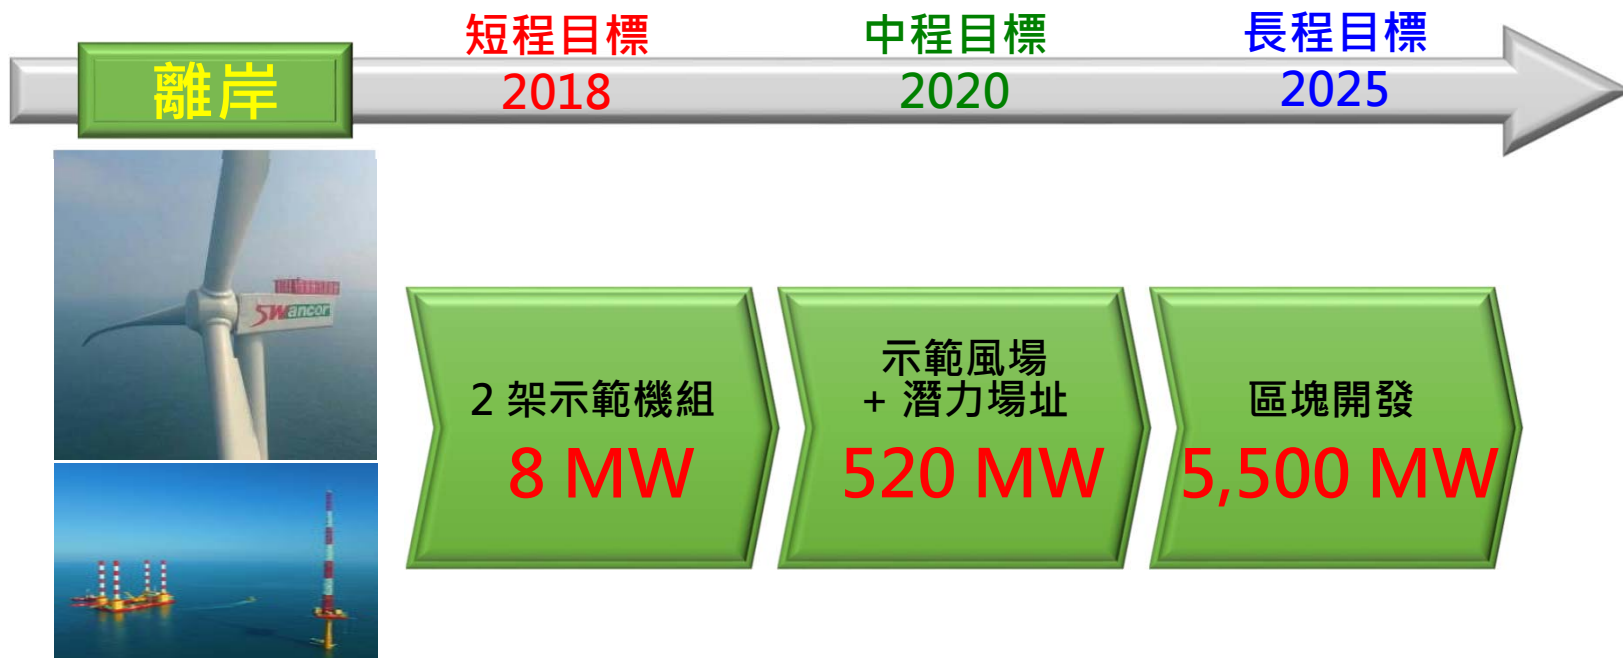 離岸
短程目標
2018
中程目標
2020
長程目標
2025
Swancor
2 架示範機組
8 MW
示範風場
+ 潛力場址
520 MW
區塊開發
5,500 MW